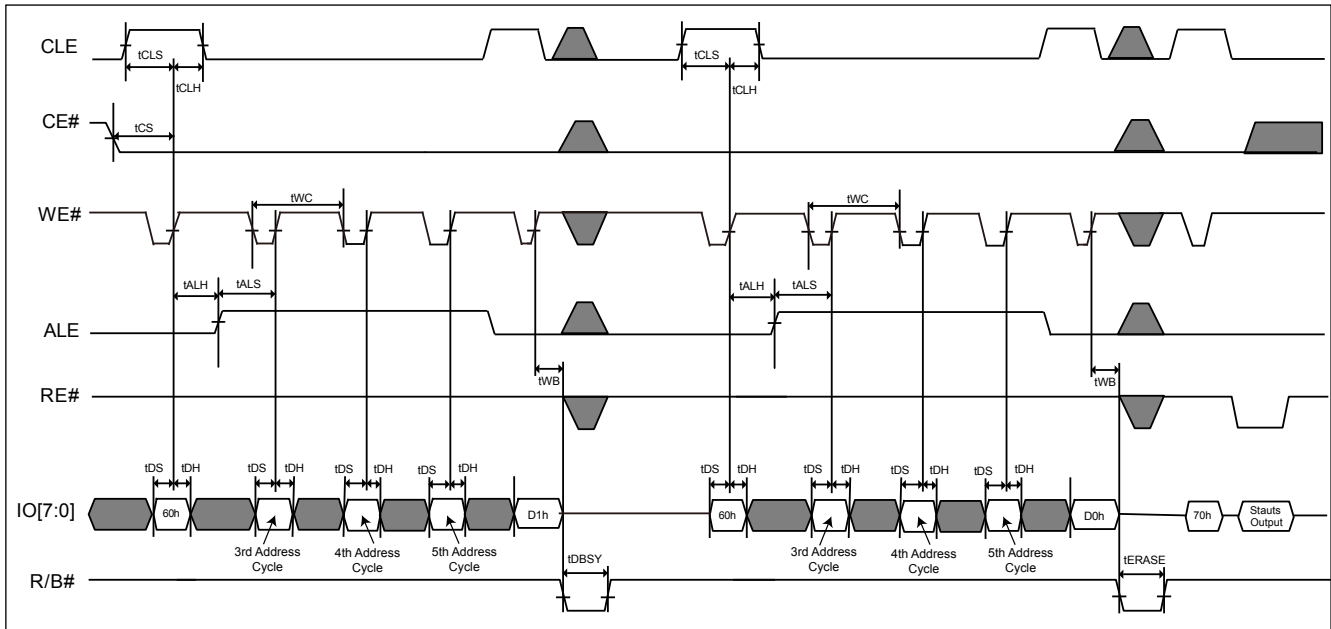 CLE
tCLS
tCLH
tCLS
tCLH
CE#
tCS
WE#
tWC
tWC
tALH
tALS
tALH
tALS
ALE
tWB
tWB
RE#
tDS
tDH
tDS
tDH
tDS
tDH
tDS
tDH
tDS
tDH
tDS
tDH
tDS
tDH
tDS
tDH
IO[7:0]
60h
D1h
60h
D0h
70h
Stauts
Output
3rd Address
Cycle
4th Address
Cycle
5th Address
Cycle
3rd Address
Cycle
4th Address
Cycle
5th Address
Cycle
tDBSY
tERASE
R/B#